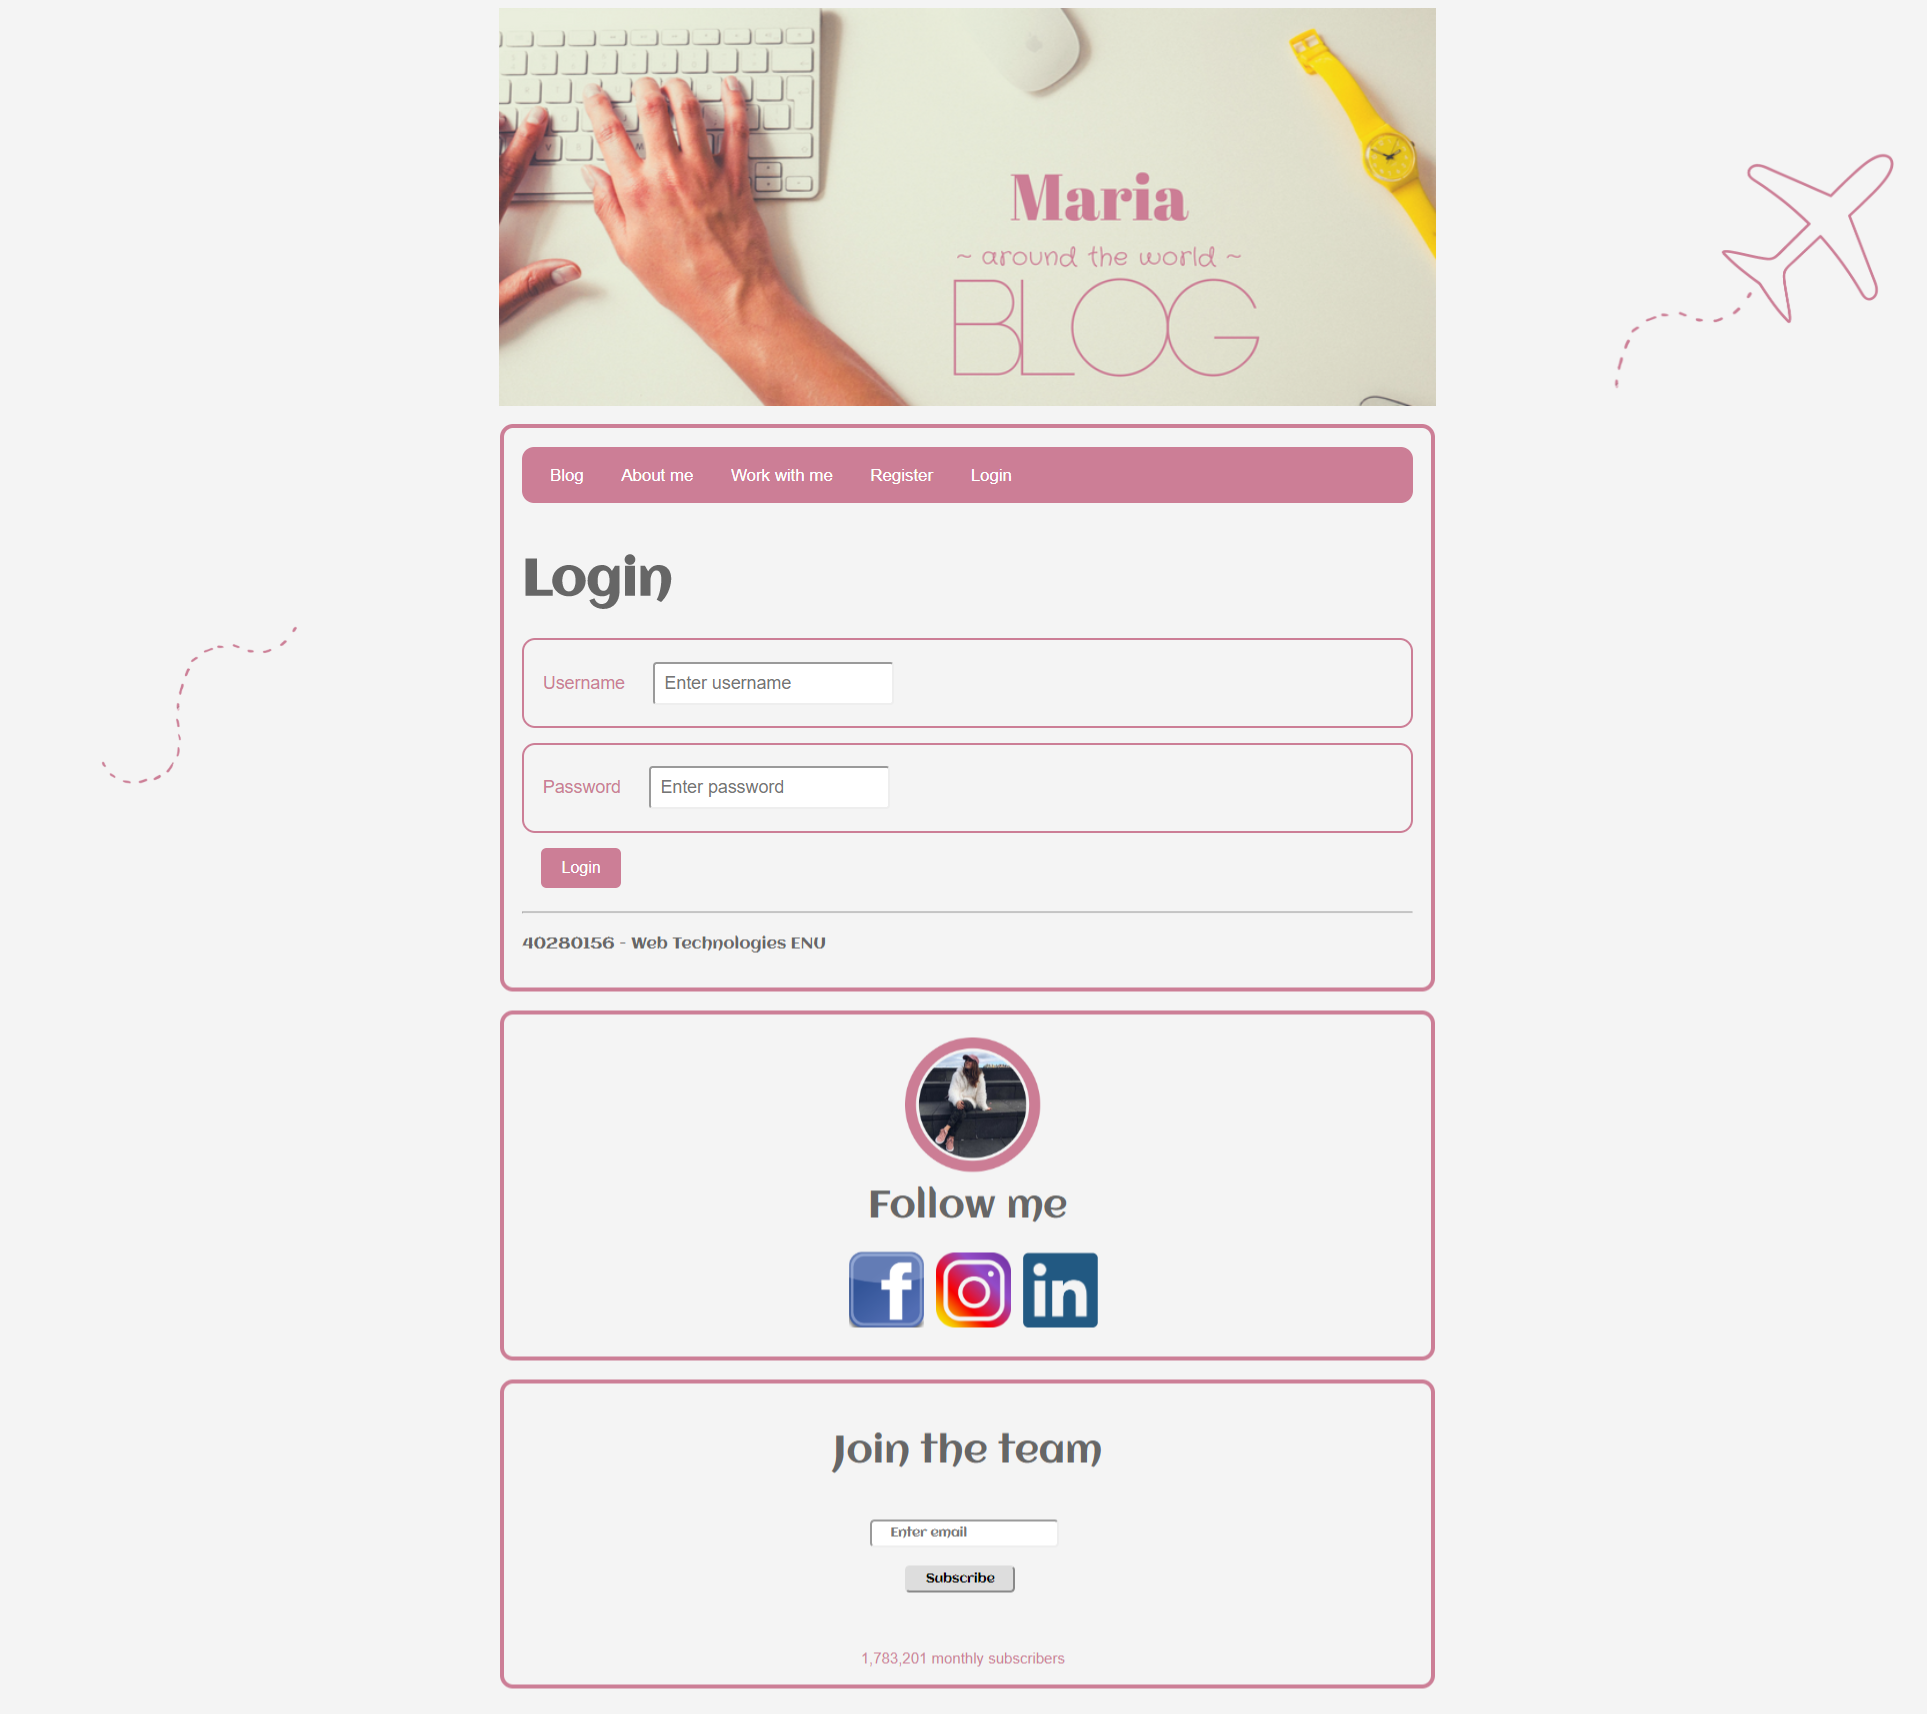 Maria
~ around the world ~
BLOG
Blog About me Work with me Register Login
Login
Username Enter username
Password Enter password
Login
40280156 - Web Technologies ENU
Follow me
Join the team
Enter email
Subscribe
1,783,201 monthly subscribers